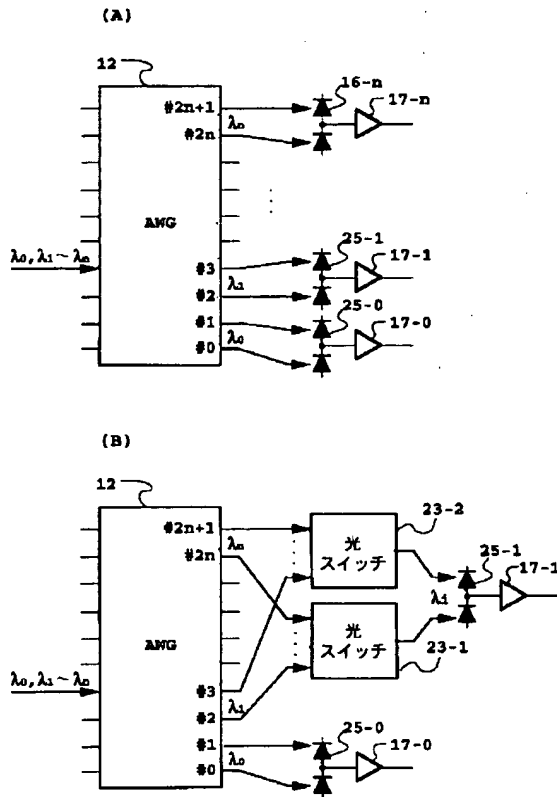 (A)
12
16-n
#2n+1
17-n
#2n
λn
AWG
25-1
λ0,λ1~λn
#3
17-1
#2
λ1
25-0
#1
17-0
#0
λ0
(B)
12
23-2
#2n+1
λn
#2n
光
スイッチ
25-1
17-1
λi
AWG
光
スイッチ
λ0,λ1~λn
#3
23-1
#2
λ1
25-0
#1
17-0
#0
λ0